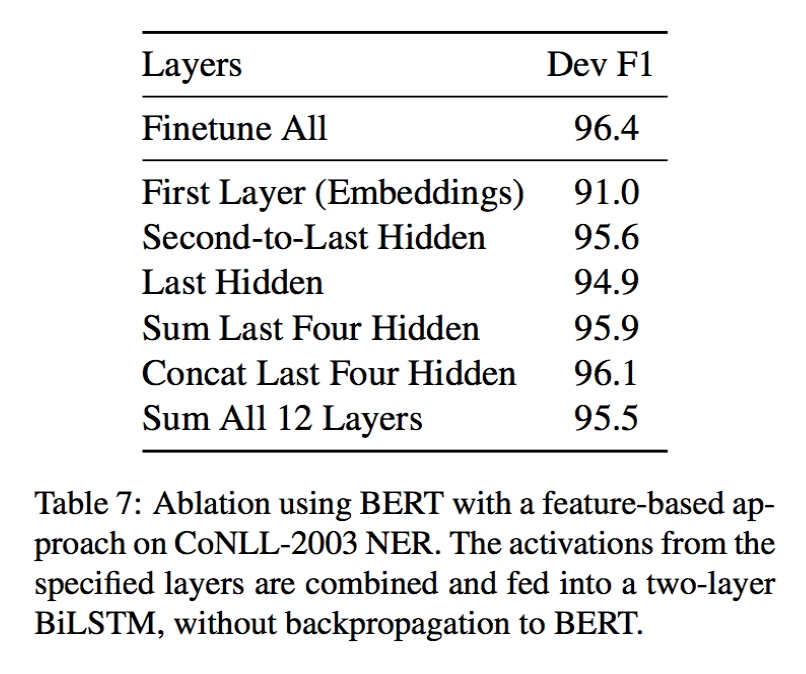 Layers Dev F1
Finetune All 96.4
First Layer (Embeddings) 91.0
Second-to-Last Hidden 95.6
Last Hidden 94.9
Sum Last Four Hidden 95.9
Concat Last Four Hidden 96.1
Sum All 12 Layers 95.5
Table 7: Ablation using BERT with a feature-based ap-
proach on CoNLL-2003 NER. The activations from the
specified layers are combined and fed into a two-layer
BiLSTM, without backpropagation to BERT.